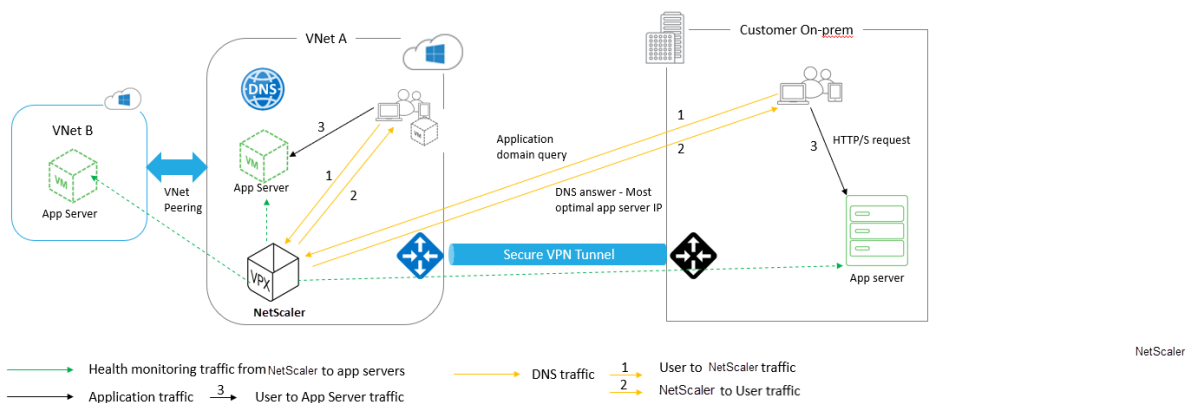 VNet A
Customer On-prem
DNS
VNet B
VM
App Server
VNet
Peering
VM
App Server
3
VM
1
2
Application
domain query
1
2
DNS answer - Most
optimal app server IP
3
HTTP/S request
App server
Secure VPN Tunnel
VPX
NetScaler
NetScaler
Health monitoring traffic from NetScaler to app servers
Application traffic
3
User to App Server traffic
DNS traffic
1
User to NetScaler traffic
2
NetScaler to User traffic